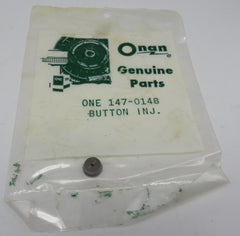 Onan
Genuine
Parts
ONE 147-0148
BUTTON INJ.